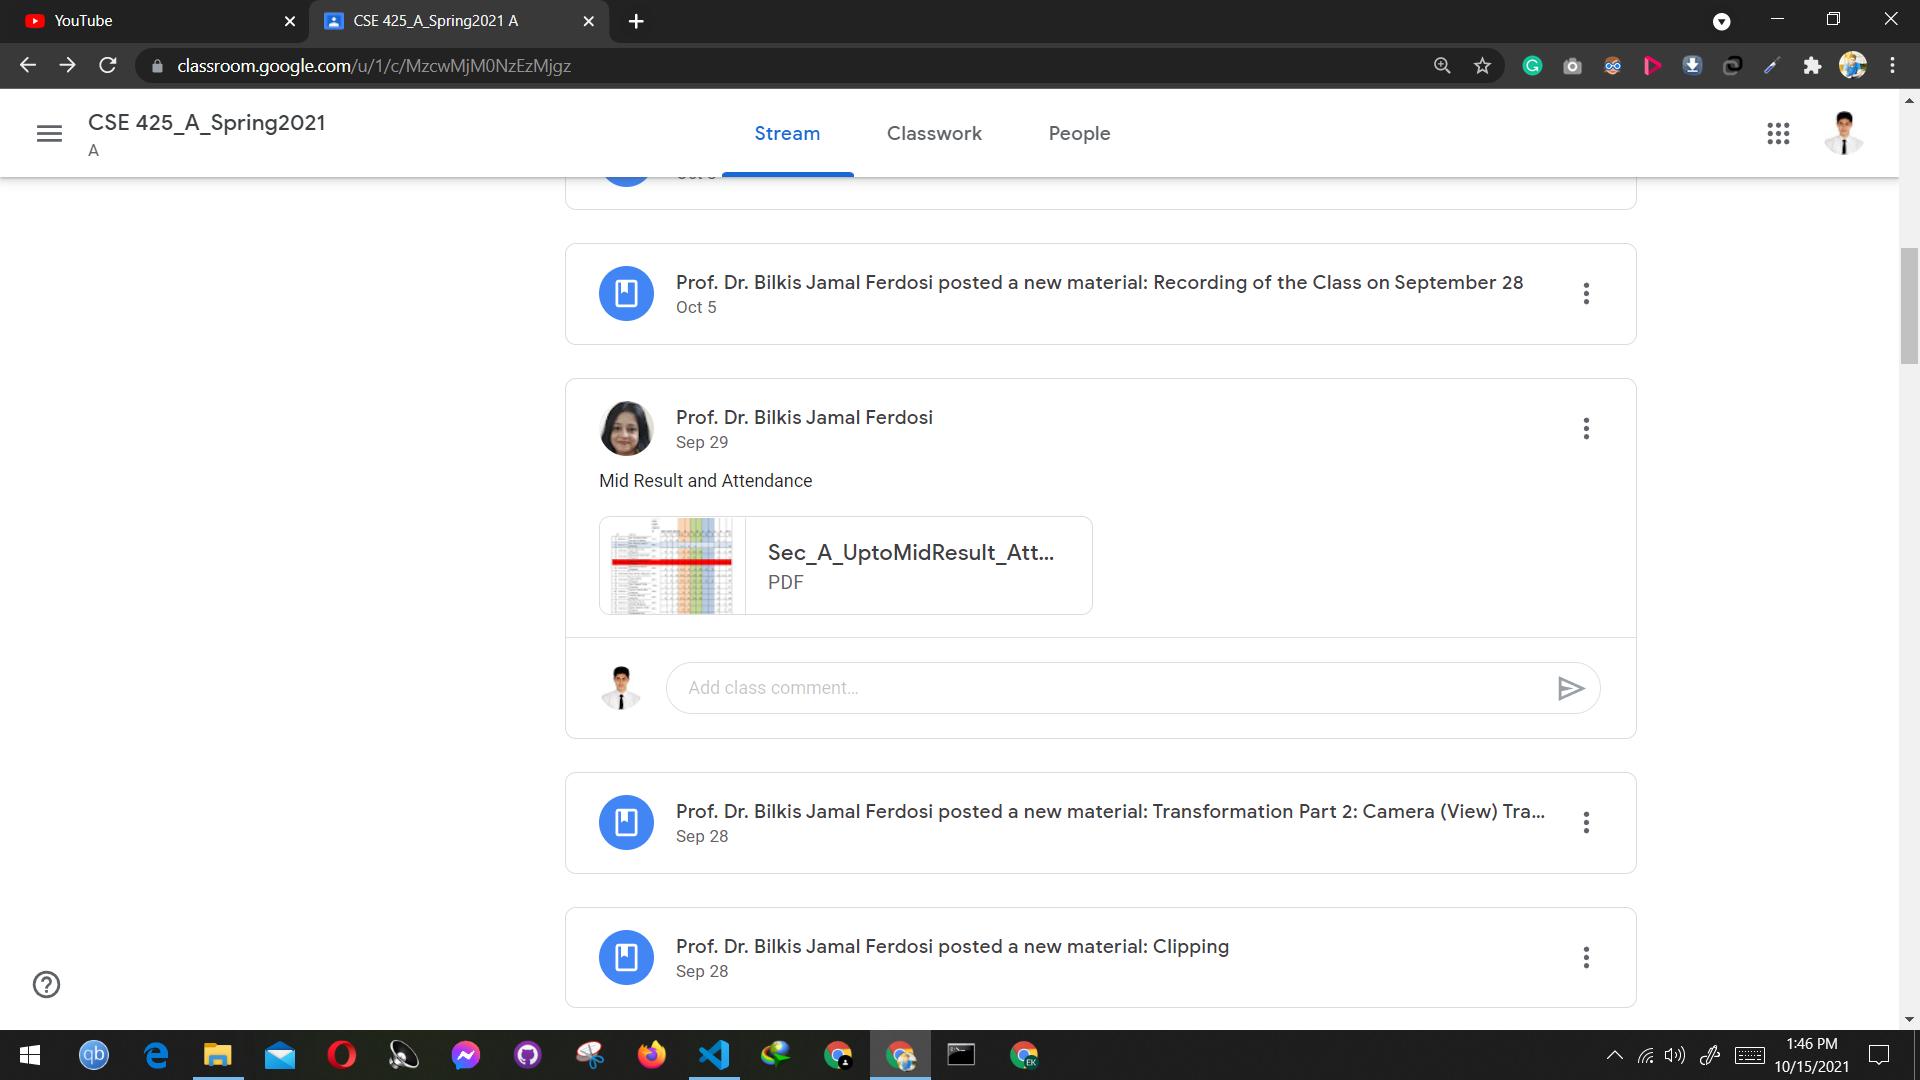 YouTube
CSE 425_A_Spring2021 A
classroom.google.com/u/1/c/MzcwMjM0NzEzMjgz
CSE 425_A_Spring2021
A
Stream
Classwork
People
Prof. Dr. Bilkis Jamal Ferdosi posted a new material: Recording of the Class on September 28
Oct 5
Prof. Dr. Bilkis Jamal Ferdosi
Sep 29
Mid Result and Attendance
Sec_A_UptoMidResult_Att...
PDF
Add class comment...
Prof. Dr. Bilkis Jamal Ferdosi posted a new material: Transformation Part 2: Camera (View) Tra...
Sep 28
Prof. Dr. Bilkis Jamal Ferdosi posted a new material: Clipping
Sep 28
qb
EK
1:46 PM
10/15/2021